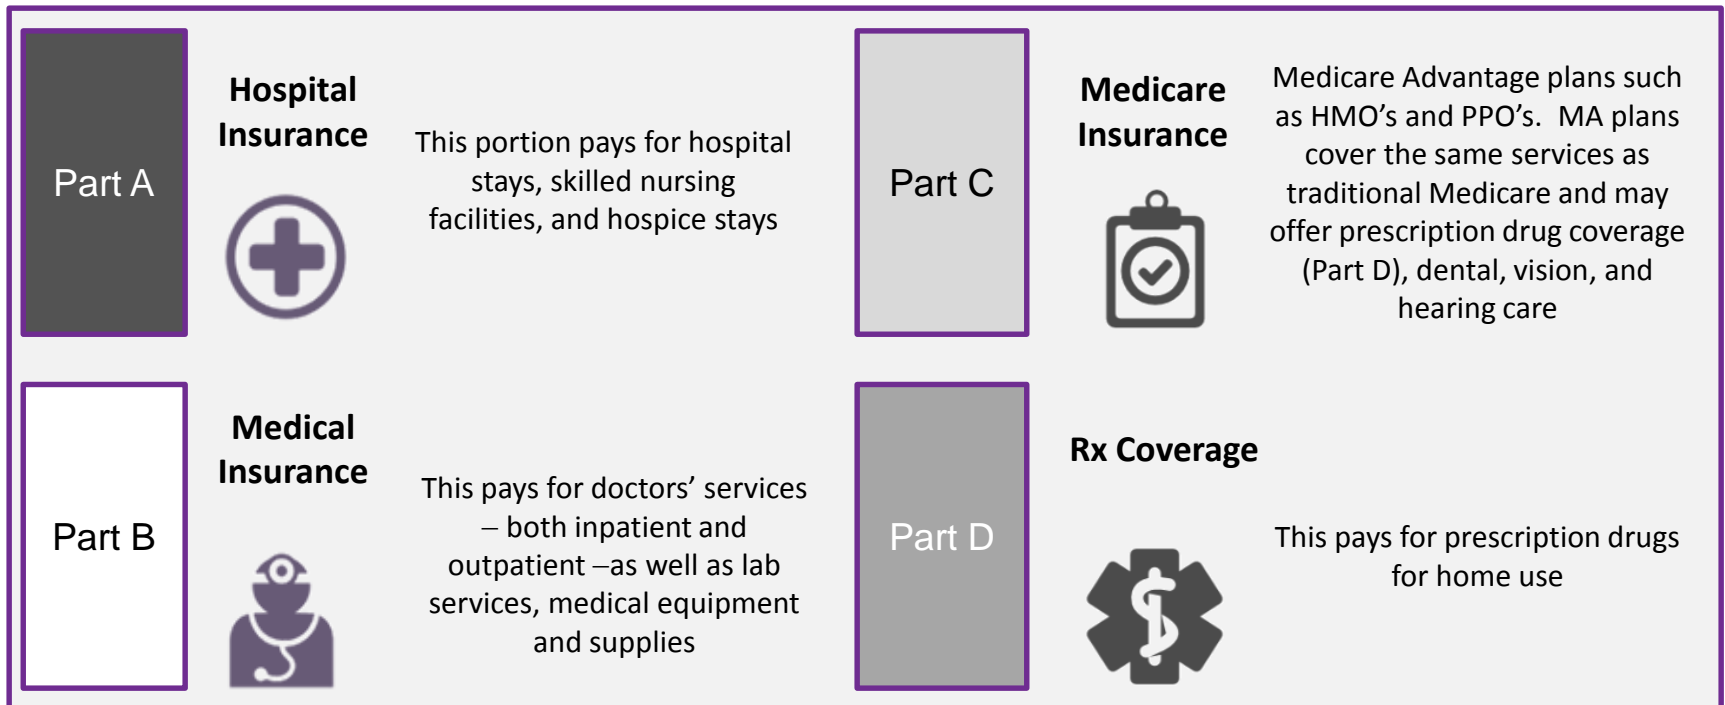 Part A
Hospital
Insurance
This portion pays for hospital
stays, skilled nursing
facilities, and hospice stays
Part C
Medicare
Insurance
Medicare Advantage plans such
as HMO’s and PPO’s.  MA plans
cover the same services as
traditional Medicare and may
offer prescription drug coverage
(Part D), dental, vision, and
hearing care
Part B
Medical
Insurance
This pays for doctors’ services
– both inpatient and
outpatient –as well as lab
services, medical equipment
and supplies
Part D
Rx Coverage
This pays for prescription drugs
for home use